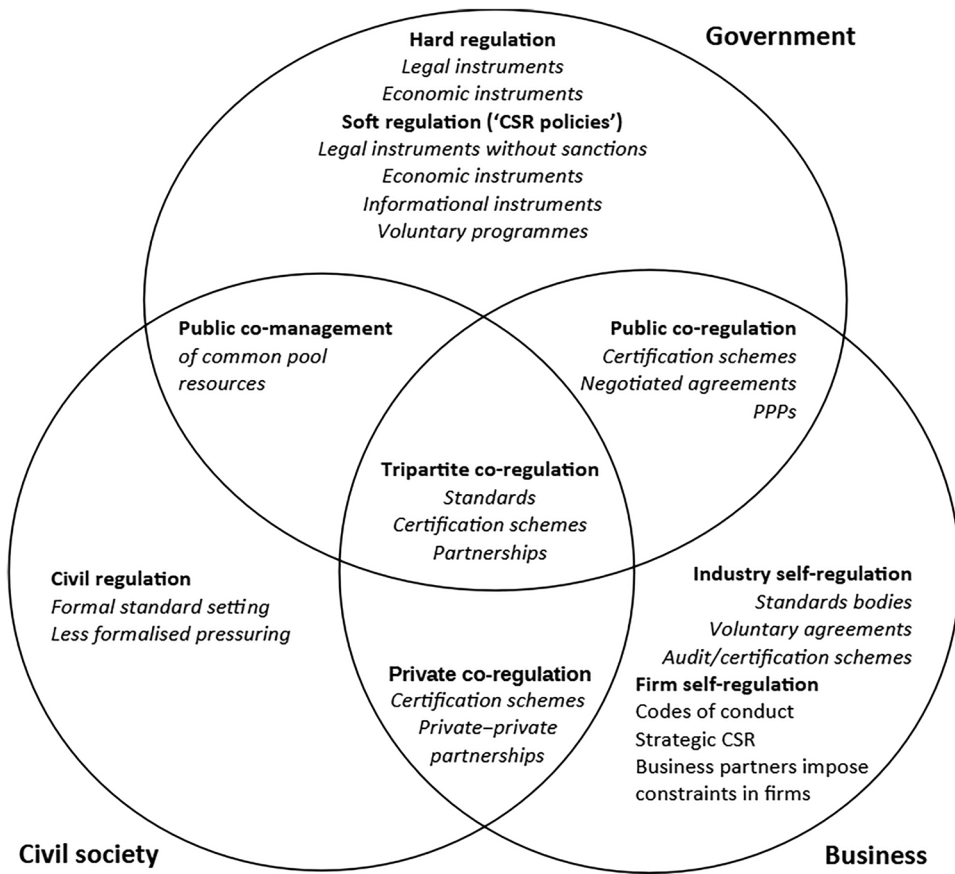 Government
Hard regulation
Legal instruments
Economic instruments
Soft regulation (‘CSR policies’)
Legal instruments without sanctions
Economic instruments
Informational instruments
Voluntary programmes
Public co-management
of common pool
resources
Public co-regulation
Certification schemes
Negotiated agreements
PPPs
Tripartite co-regulation
Standards
Certification schemes
Partnerships
Civil regulation
Formal standard setting
Less formalised pressuring
Industry self-regulation
Standards bodies
Voluntary agreements
Audit/certification schemes
Firm self-regulation
Codes of conduct
Strategic CSR
Business partners impose
constraints in firms
Private co-regulation
Certification schemes
Private–private
partnerships
Civil society
Business